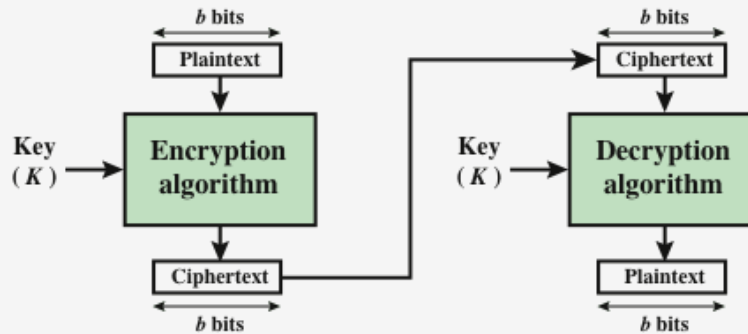 b bits
Plaintext
Key
( K )
Encryption
algorithm
Ciphertext
b bits
b bits
Ciphertext
Key
( K )
Decryption
algorithm
Plaintext
b bits